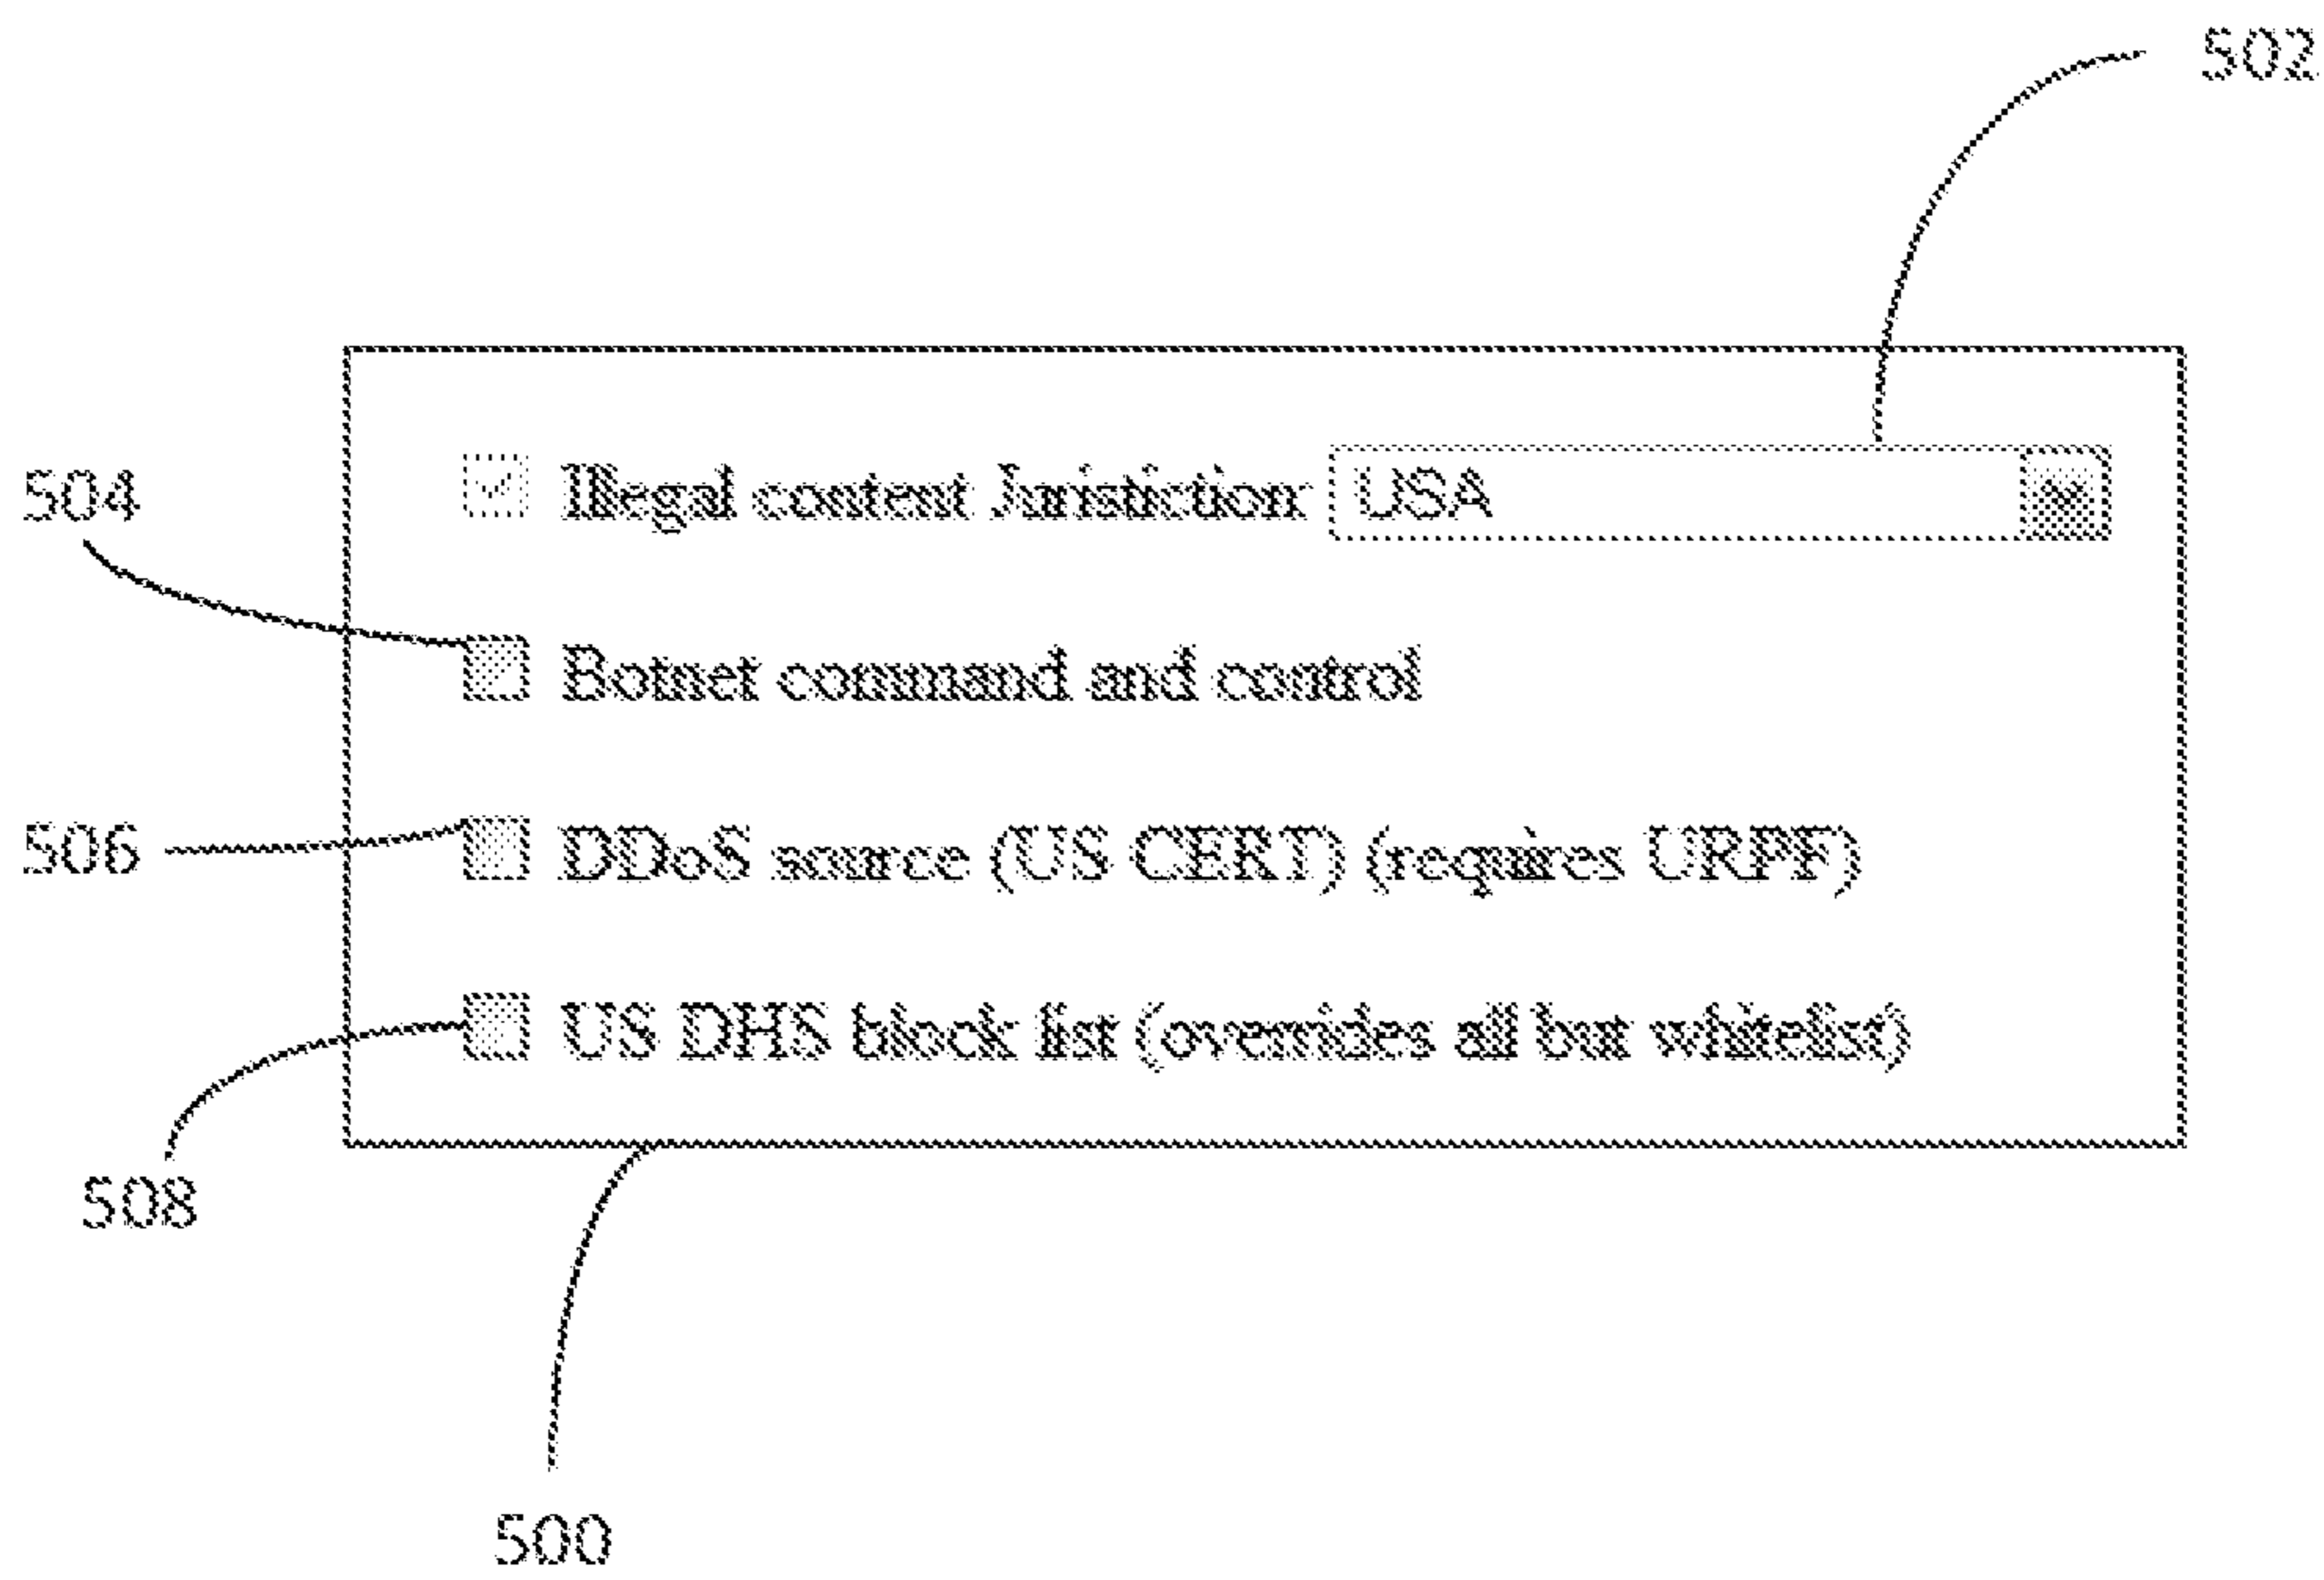 502
504
Illegal content Juristiction USA
Botnet command and control
506
DDoS source (US CERT) (requires URPF)
US DHS block list (overrides all but whitelist)
508
500